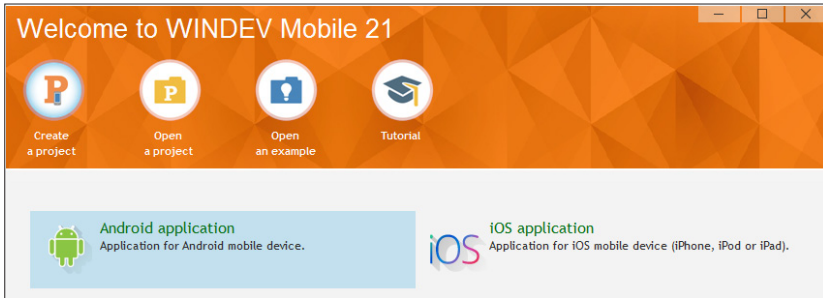 Welcome to WINDEV Mobile 21
P
P
Create
a project
Open
a project
Open
an example
Tutorial
Android application
Application for Android mobile device.
iOS
iOS application
Application for iOS mobile device (iPhone, iPod or iPad).